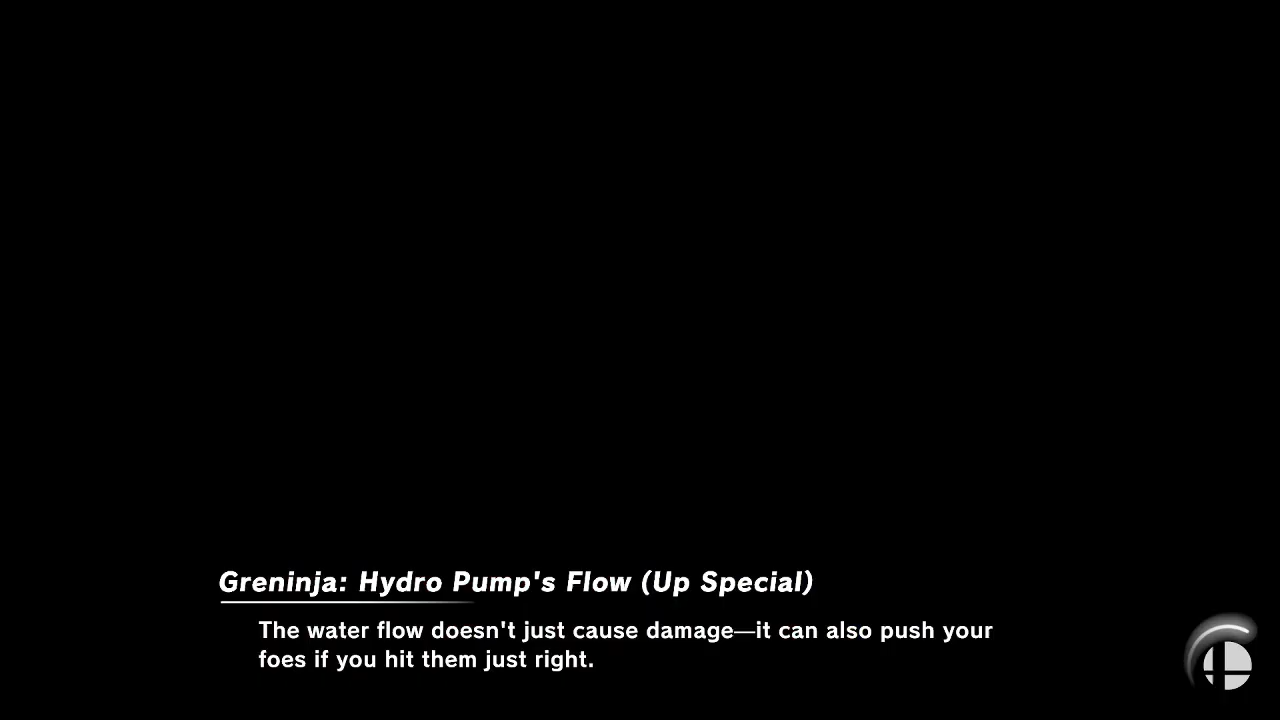 Greninja: Hydro Pump's Flow (Up Special)
The water flow doesn't just cause damage—it can also push your
foes if you hit them just right.